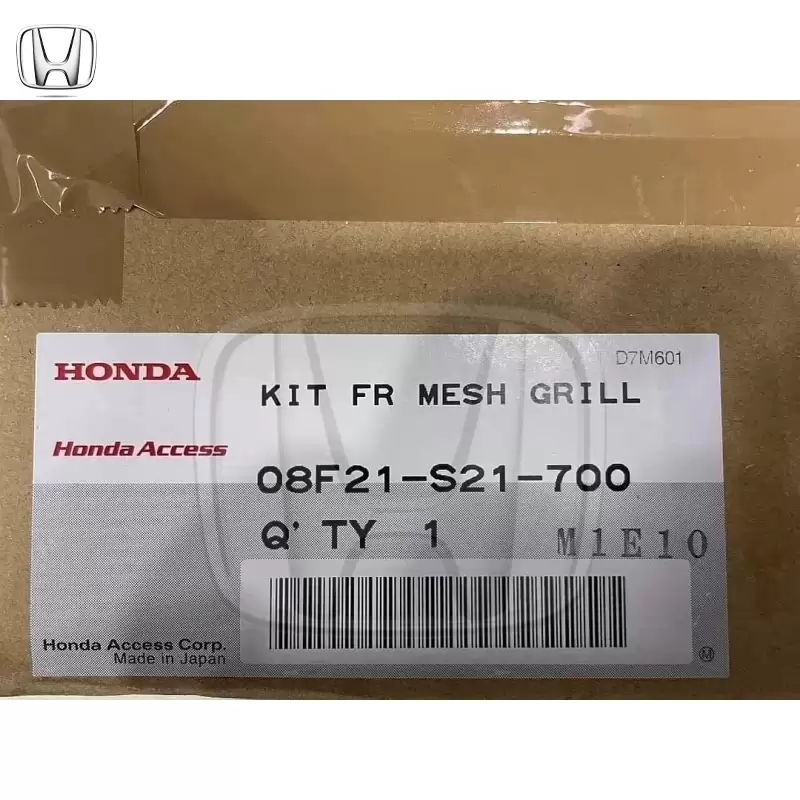 D7M601
HONDA
KIT FR MESH GRILL
Honda Access
08F21-S21-700
Q'TY 1
M1E10
Honda Access Corp.
Made in Japan
M